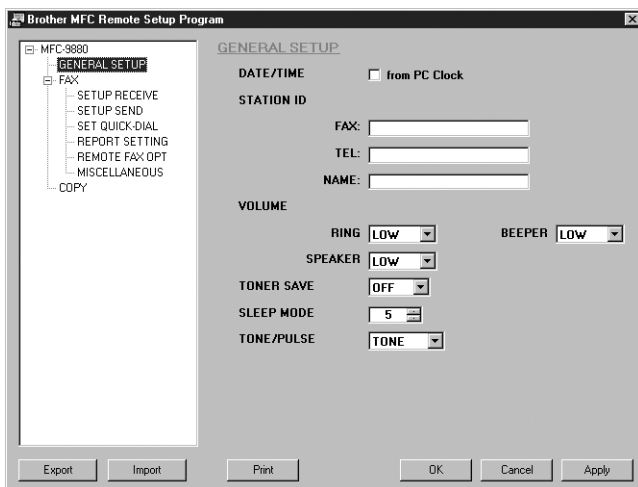 Brother MFC Remote Setup Program
MFC-9880
GENERAL SETUP
FAX
SETUP RECEIVE
SETUP SEND
SET QUICK-DIAL
REPORT SETTING
REMOTE FAX OPT
MISCELLANEOUS
COPY
GENERAL SETUP
DATE/TIME from PC Clock
STATION ID
FAX:
TEL:
NAME:
VOLUME
RING LOW BEEPER LOW
SPEAKER LOW
TONER SAVE OFF
SLEEP MODE 5
TONE/PULSE TONE
Export Import Print OK Cancel Apply